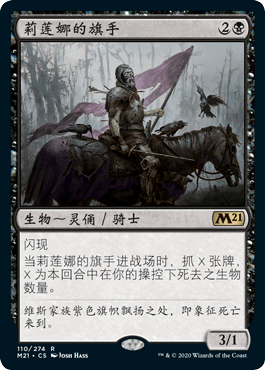 莉莲娜的旗手 2
M21
生物～灵俑／骑士
闪现
当莉莲娜的旗手进战场时，抓X张牌，
X为本回合中在你的操控下死去之生物
数量。
维斯家族紫色旗帜飘扬之处，即象征死亡
来到。
3/1
110/274 R
M21 • CS Josh Hass
™ & © 2020 Wizards of the Coast